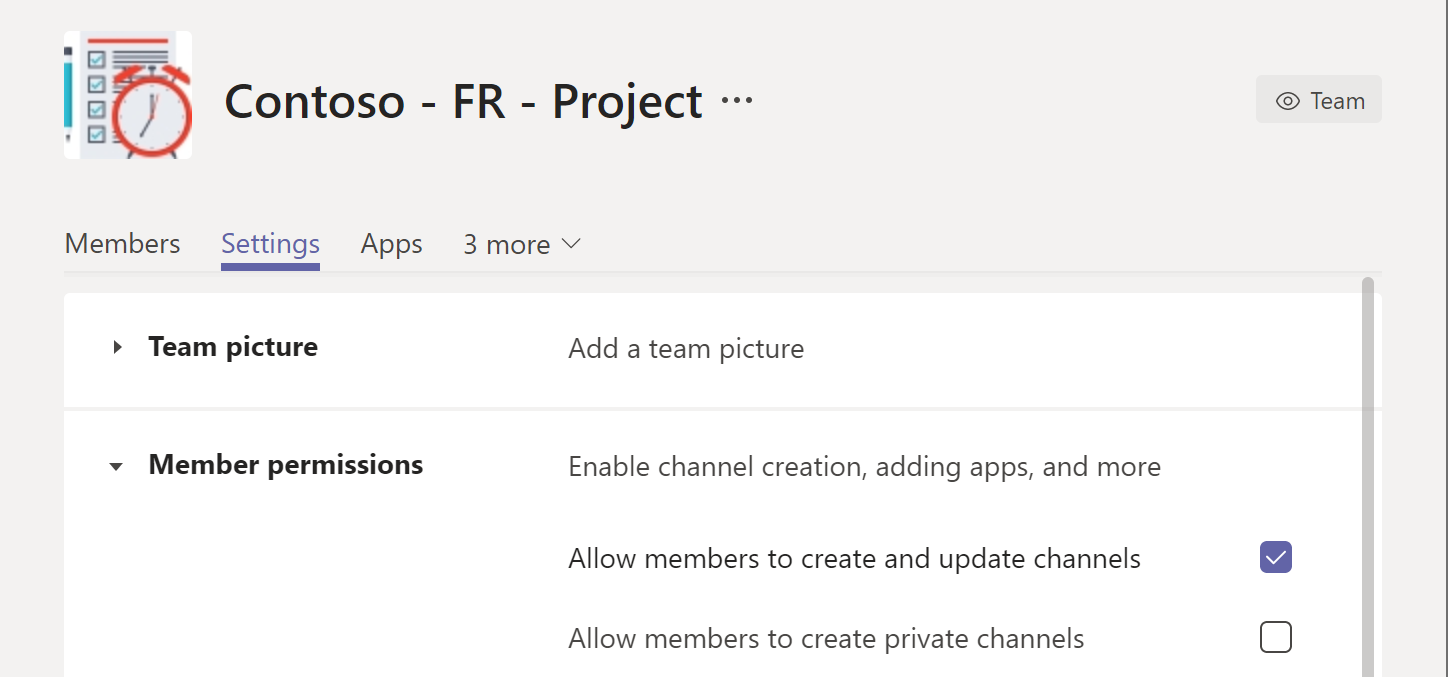 Contoso - FR - Project ...
Team
Members Settings Apps 3 more
Team picture Add a team picture
Member permissions Enable channel creation, adding apps, and more
Allow members to create and update channels
Allow members to create private channels